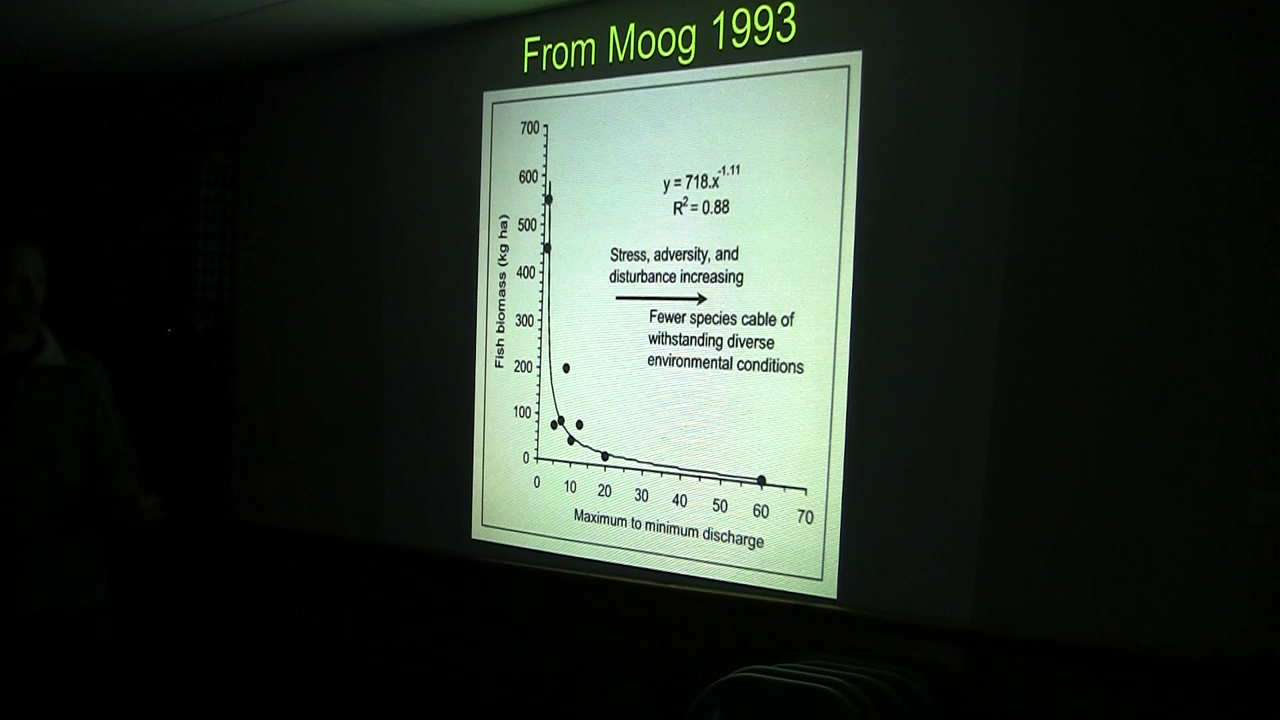 From Moog 1993
700
600
500
400
300
200
100
0
Fish biomass (kg ha)
y = 718.x^-1.11
R² = 0.88
Stress, adversity, and
disturbance increasing
Fewer species cable of
withstanding diverse
environmental conditions
0 10 20 30 40 50 60 70
Maximum to minimum discharge